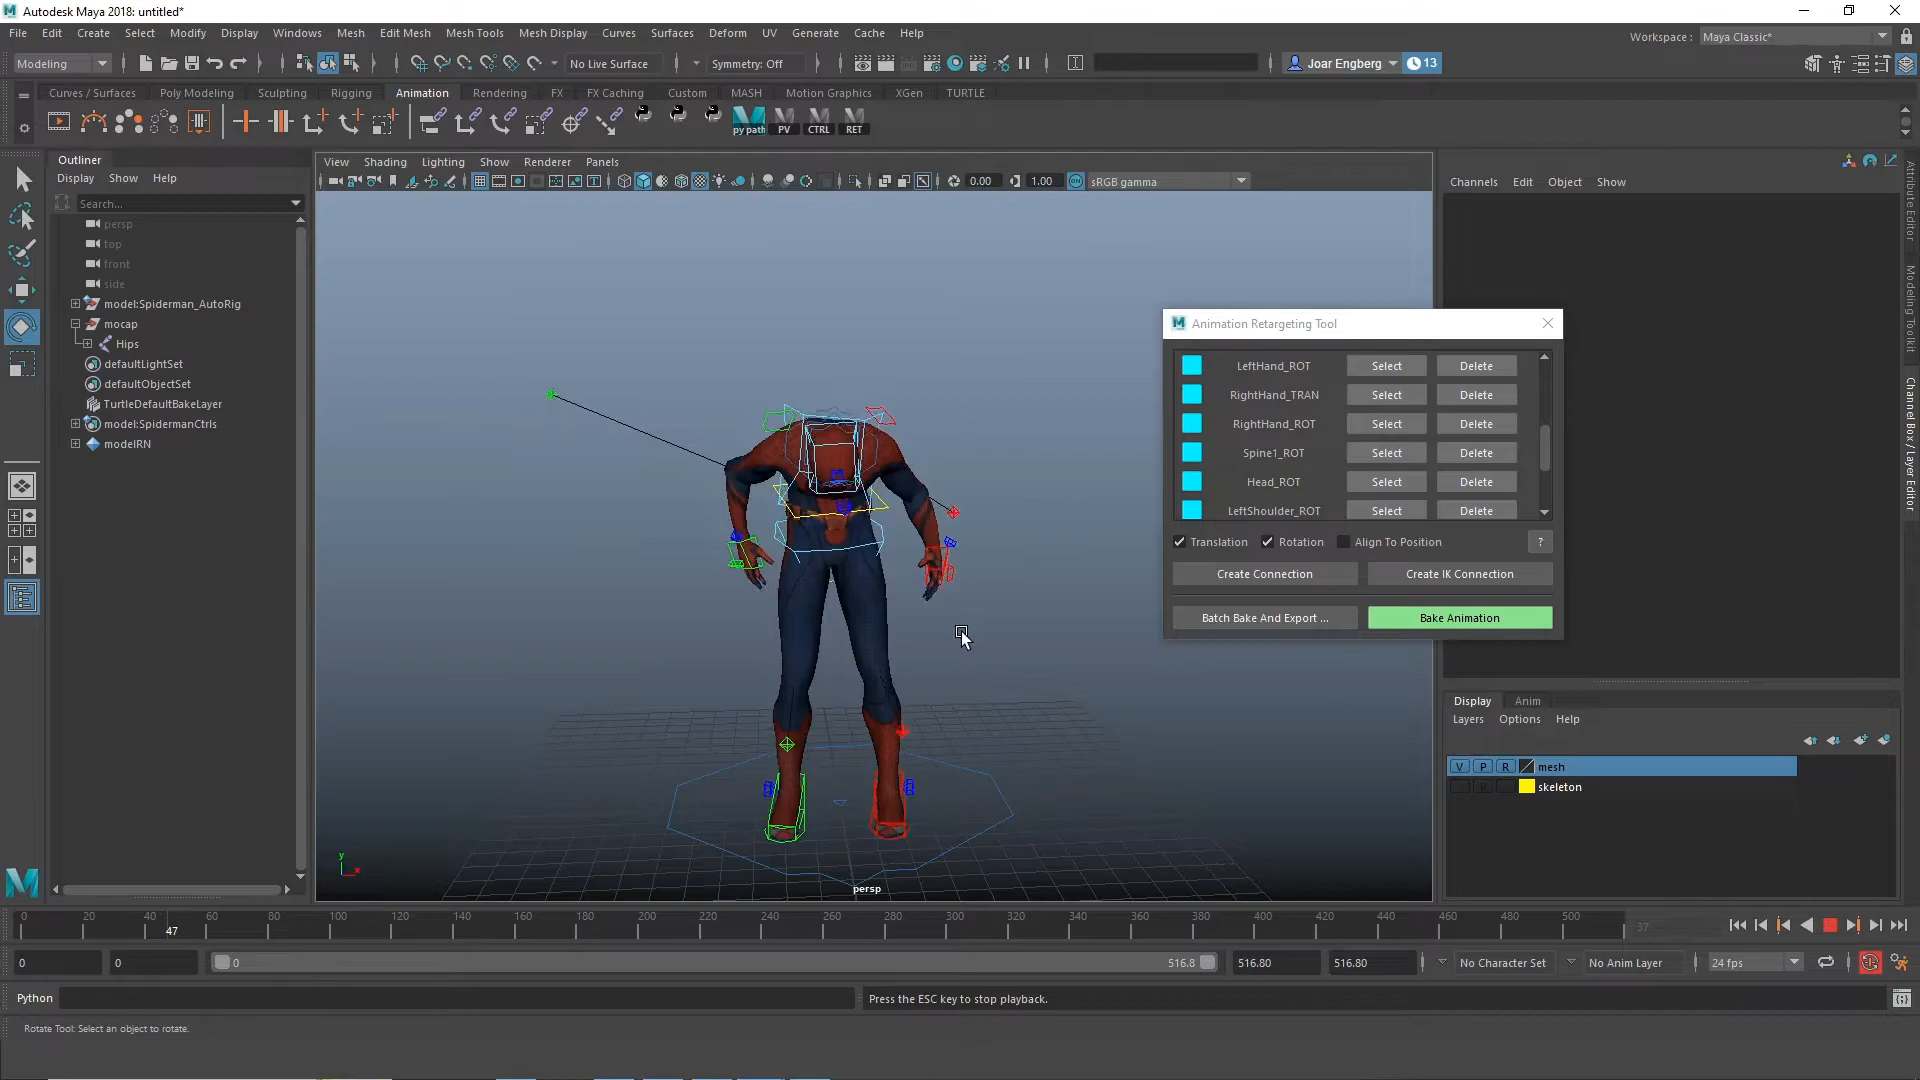 Autodesk Maya 2018: untitled*
File Edit Create Select Modify Display Windows Mesh Edit Mesh Mesh Tools Mesh Display Curves Surfaces Deform UV Generate Cache Help
Workspace : Maya Classic*
Modeling No Live Surface Symmetry: Off Joar Engberg 13
Curves / Surfaces Poly Modeling Sculpting Rigging Animation Rendering FX FX Caching Custom MASH Motion Graphics XGen TURTLE
py path PV CTRL RET
Outliner
Display Show Help
Search...
persp
top
front
side
model:Spiderman_AutoRig
mocap
Hips
defaultLightSet
defaultObjectSet
TurtleDefaultBakeLayer
SpidermanCtrls
modelRN
View Shading Lighting Show Renderer Panels
0.00 1.00 sRGB gamma
y
x
persp
Animation Retargeting Tool
LeftHand_ROT Select Delete
RightHand_TRAN Select Delete
RightHand_ROT Select Delete
Spine1_ROT Select Delete
Head_ROT Select Delete
LeftShoulder_ROT Select Delete
Translation Rotation Align To Position ?
Create Connection Create IK Connection
Batch Bake And Export ... Bake Animation
Channels Edit Object Show
Attribute Editor
Modeling Toolkit
Channel Box / Layer Editor
Display Anim
Layers Options Help
V P R mesh
skeleton
0 20 40 60 80 100 120 140 160 180 200 220 240 260 280 300 320 340 360 380 400 420 440 460 480 500
47
37
0 0 0 516.8 516.80 516.80 No Character Set No Anim Layer 24 fps
Python Press the ESC key to stop playback.
Rotate Tool: Select an object to rotate.